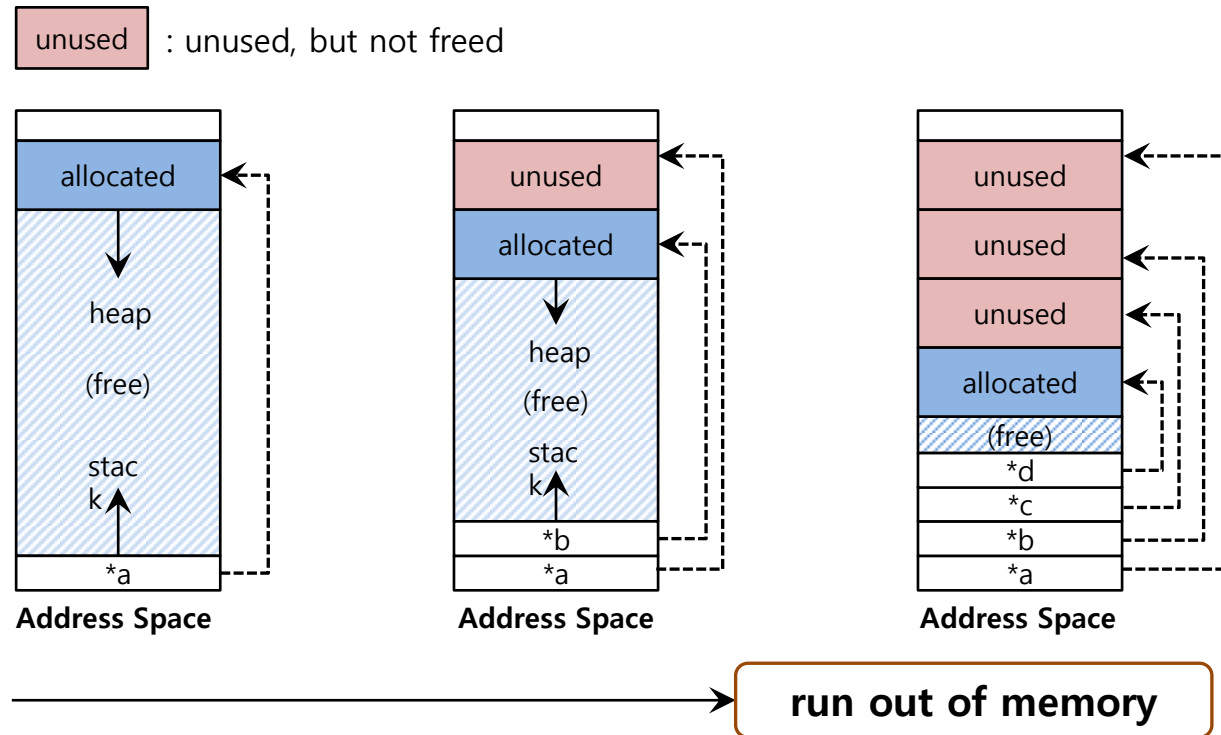 unused : unused, but not freed
allocated
heap
(free)
stac
k
*a
Address Space
unused
allocated
heap
(free)
stac
k
*b
*a
Address Space
unused
unused
unused
allocated
(free)
*d
*c
*b
*a
Address Space
run out of memory